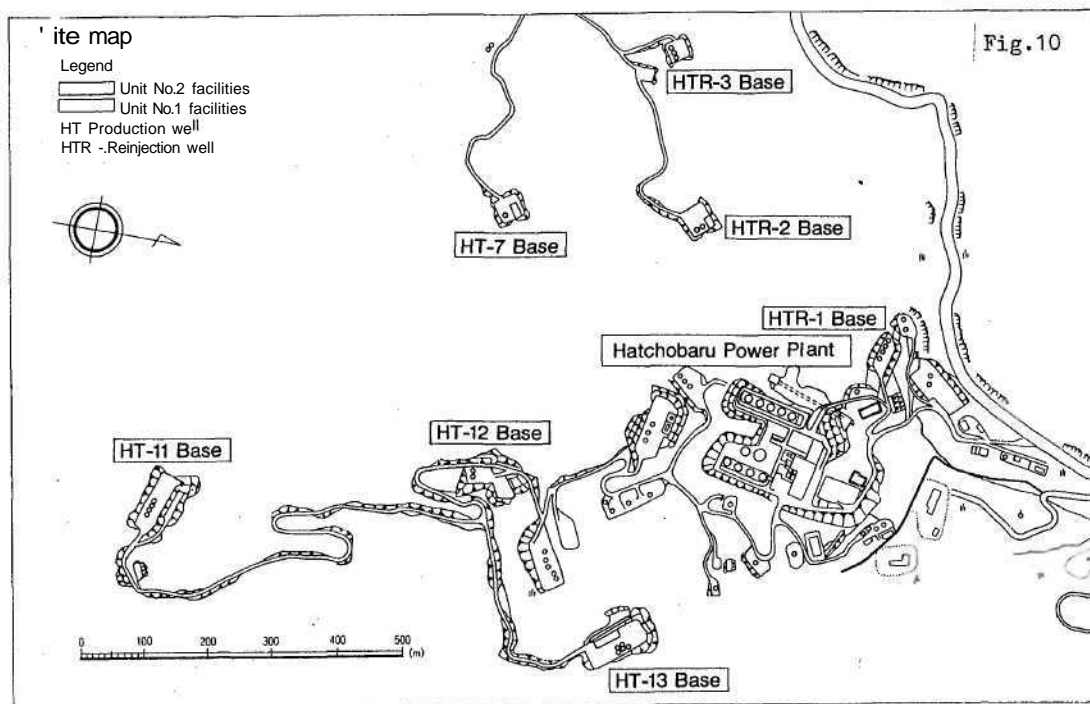 ' ite map
Fig.10
Legend
Unit No.2 facilities
Unit No.1 facilities
HT Production well
HTR -.Reinjection well
HTR-3 Base
HT-7 Base
HTR-2 Base
HTR-1 Base
Hatchobaru Power Plant
HT-11 Base
HT-12 Base
0 100 200 300 400 500
(m)
HT-13 Base